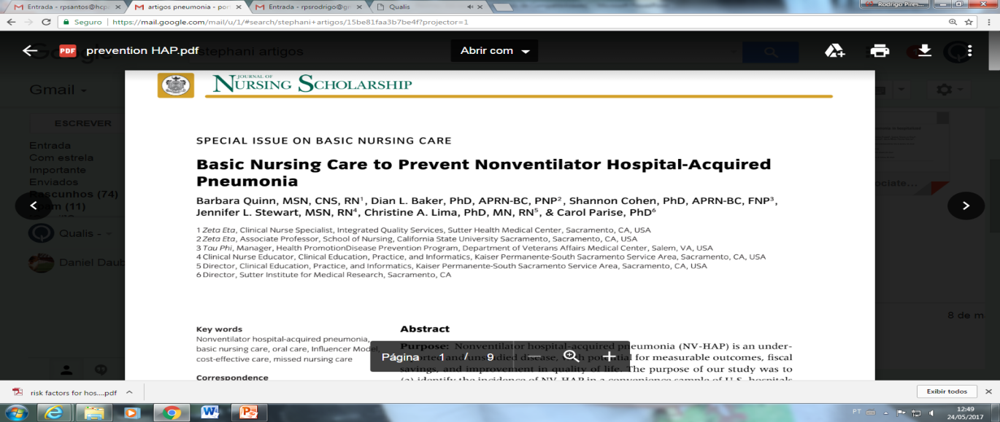 Entrada - rpsantos@hcp
artigos pneumonia - por
Entrada - rpsrodrigo@g
Qualis
Rodrigo Pires...
Seguro
https://mail.google.com/mail/u/1/#search/stephani+artigos/15be81faa3b7be4f?projector=1
PDF prevention HAP.pdf
stephani artigos
Abrir com
Gmail
ESCREVER
Entrada
Com estrela
Importante
Enviados
Rascunhos (74)
(11)
Qualis -
Daniel Daub
JOURNAL OF
NURSING SCHOLARSHIP
SPECIAL ISSUE ON BASIC NURSING CARE
Basic Nursing Care to Prevent Nonventilator Hospital-Acquired
Pneumonia
Barbara Quinn, MSN, CNS, RN¹, Dian L. Baker, PhD, APRN-BC, PNP², Shannon Cohen, PhD, APRN-BC, FNP³,
Jennifer L. Stewart, MSN, RN⁴, Christine A. Lima, PhD, MN, RN⁵, & Carol Parise, PhD⁶
1 Zeta Eta, Clinical Nurse Specialist, Integrated Quality Services, Sutter Health Medical Center, Sacramento, CA, USA
2 Zeta Eta, Associate Professor, School of Nursing, California State University Sacramento, Sacramento, CA, USA
3 Tau Phi, Manager, Health PromotionDisease Prevention Program, Department of Veterans Affairs Medical Center, Salem, VA, USA
4 Clinical Nurse Educator, Clinical Education, Practice, and Informatics, Kaiser Permanente-South Sacramento Service Area, Sacramento, CA, USA
5 Director, Clinical Education, Practice, and Informatics, Kaiser Permanente-South Sacramento Service Area, Sacramento, CA, USA
6 Director, Sutter Institute for Medical Research, Sacramento, CA
Key words
Nonventilator hospital-acquired pneumonia,
basic nursing care, oral care, Influencer Model,
cost-effective care, missed nursing care
Correspondence
Abstract
Purpose: Nonventilator hospital-acquired pneumonia (NV-HAP) is an under-
reported and unstudied disease, with potential for measurable outcomes, fiscal
savings, and improvement in quality of life. The purpose of our study was to
(a) identify the incidence of NV-HAP in a convenience sample of U.S. hospitals
Página 1 / 9
ociate...
8 de m
risk factors for hos....pdf
Exibir todos
PT
12:49
24/05/2017